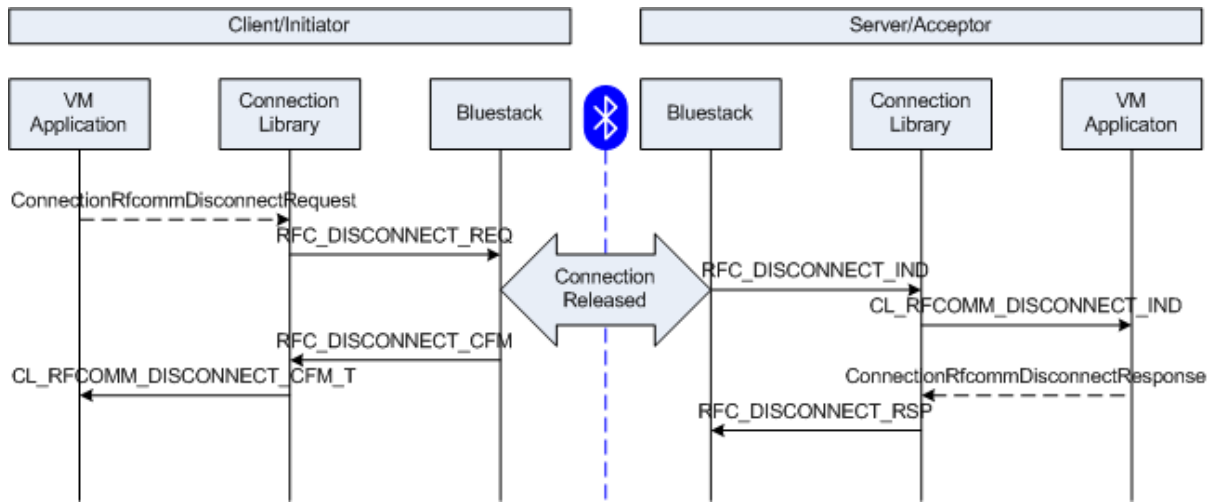 Client/Initiator
Server/Acceptor
VM
Application
Connection
Library
Bluestack
Bluestack
Connection
Library
VM
Applicaton
ConnectionRfcommDisconnectRequest
RFC_DISCONNECT_REQ
Connection
Released
RFC_DISCONNECT_IND
CL_RFCOMM_DISCONNECT_IND
RFC_DISCONNECT_CFM
CL_RFCOMM_DISCONNECT_CFM_T
ConnectionRfcommDisconnectResponse
RFC_DISCONNECT_RSP